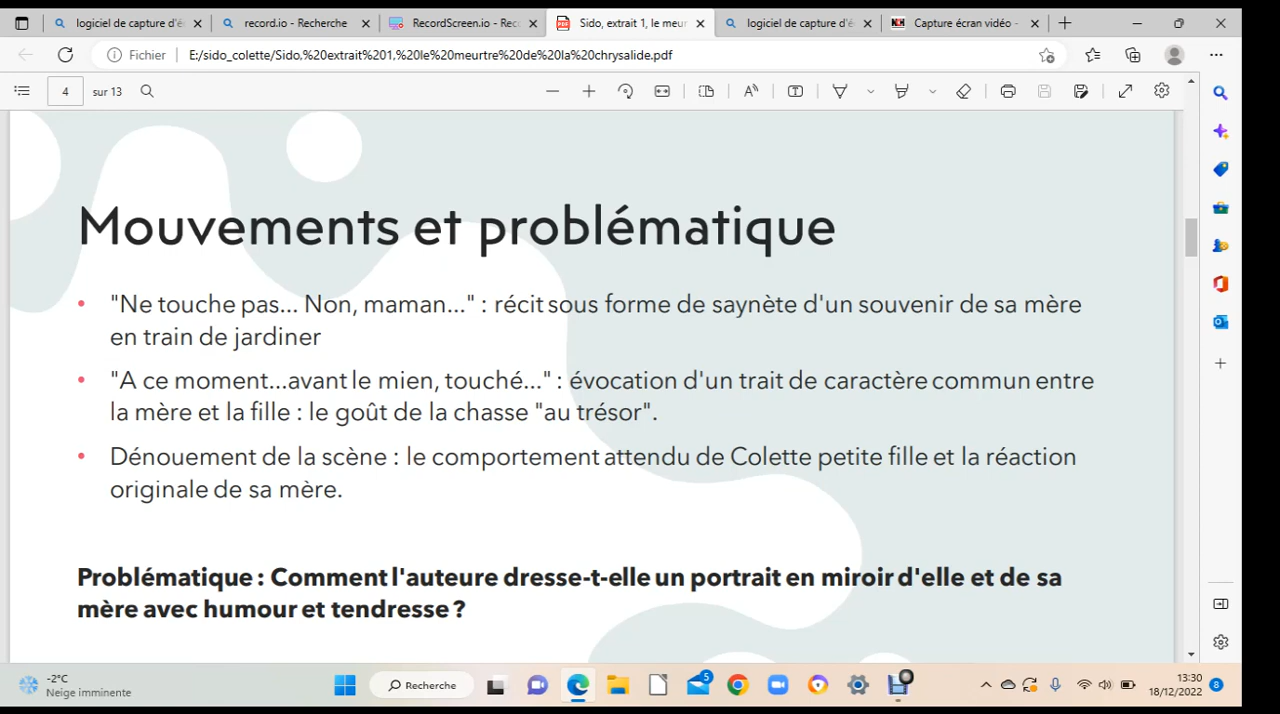 logiciel de capture d'é
record.io - Recherche
RecordScreen.io - Rec
Sido, extrait 1, le meur
logiciel de capture d'é
Capture écran vidéo -
Fichier
E:/sido_colette/Sido,%20extrait%201,%20le%20meurtre%20de%20la%20chrysalide.pdf
4 sur 13
Mouvements et problématique
• "Ne touche pas... Non, maman..." : récit sous forme de saynète d'un souvenir de sa mère
en train de jardiner
• "A ce moment...avant le mien, touché..." : évocation d'un trait de caractère commun entre
la mère et la fille : le goût de la chasse "au trésor".
• Dénouement de la scène : le comportement attendu de Colette petite fille et la réaction
originale de sa mère.
Problématique : Comment l'auteure dresse-t-elle un portrait en miroir d'elle et de sa
mère avec humour et tendresse ?
-2°C
Neige imminente
Recherche
5
13:30
18/12/2022
8